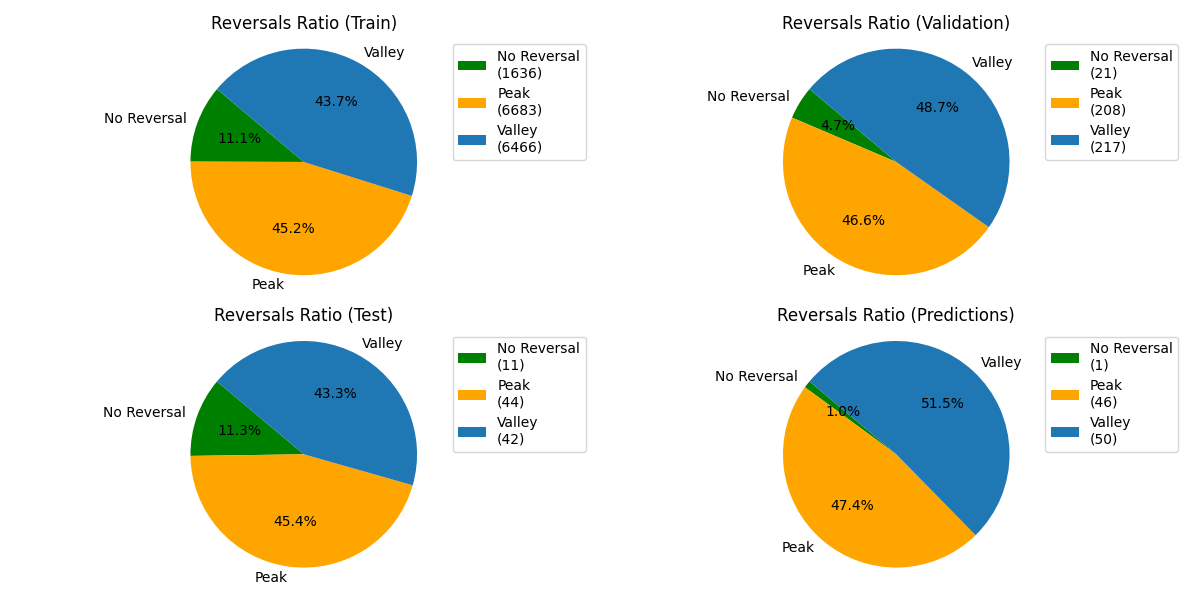 Reversals Ratio (Train)
Valley
43.7%
No Reversal
11.1%
45.2%
Peak
No Reversal
(1636)
Peak
(6683)
Valley
(6466)
Reversals Ratio (Validation)
Valley
48.7%
No Reversal
4.7%
46.6%
Peak
No Reversal
(21)
Peak
(208)
Valley
(217)
Reversals Ratio (Test)
Valley
43.3%
No Reversal
11.3%
45.4%
Peak
No Reversal
(11)
Peak
(44)
Valley
(42)
Reversals Ratio (Predictions)
Valley
51.5%
No Reversal
1.0%
47.4%
Peak
No Reversal
(1)
Peak
(46)
Valley
(50)